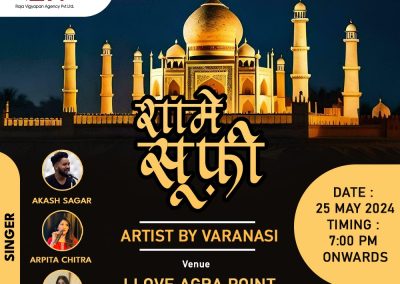 Raja Vigyapan Agency Pvt.Ltd.
शामे
सूफ़ी
SINGER
AKASH SAGAR
ARPITA CHITRA
ARTIST BY VARANASI
Venue
I LOVE AGRA POINT
DATE :
25 MAY 2024
TIMING :
7:00 PM
ONWARDS